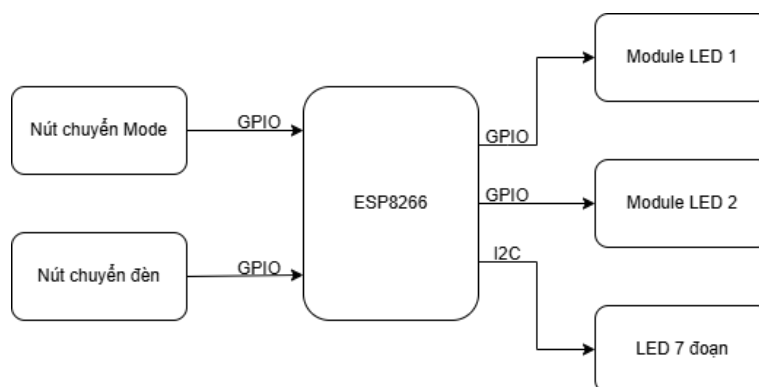 Module LED 1
Nút chuyển Mode
GPIO
GPIO
ESP8266
GPIO
Module LED 2
I2C
Nút chuyển đèn
GPIO
LED 7 đoạn